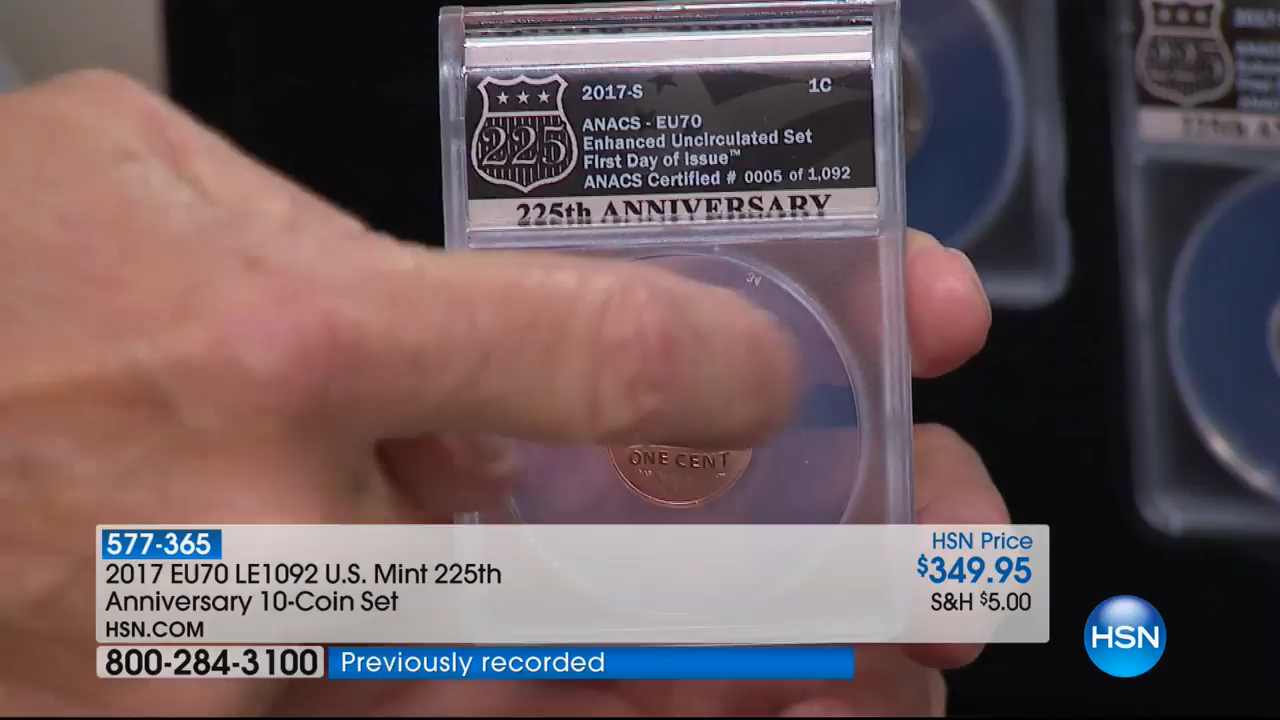 2017-S
1C
225
ANACS - EU70
Enhanced Uncirculated Set
First Day of Issue™
ANACS Certified # 0005 of 1,092
225th ANNIVERSARY
ONE CENT
225
577-365
2017 EU70 LE1092 U.S. Mint 225th
Anniversary 10-Coin Set
HSN.COM
HSN Price
$349.95
S&H $5.00
800-284-3100
Previously recorded
HSN